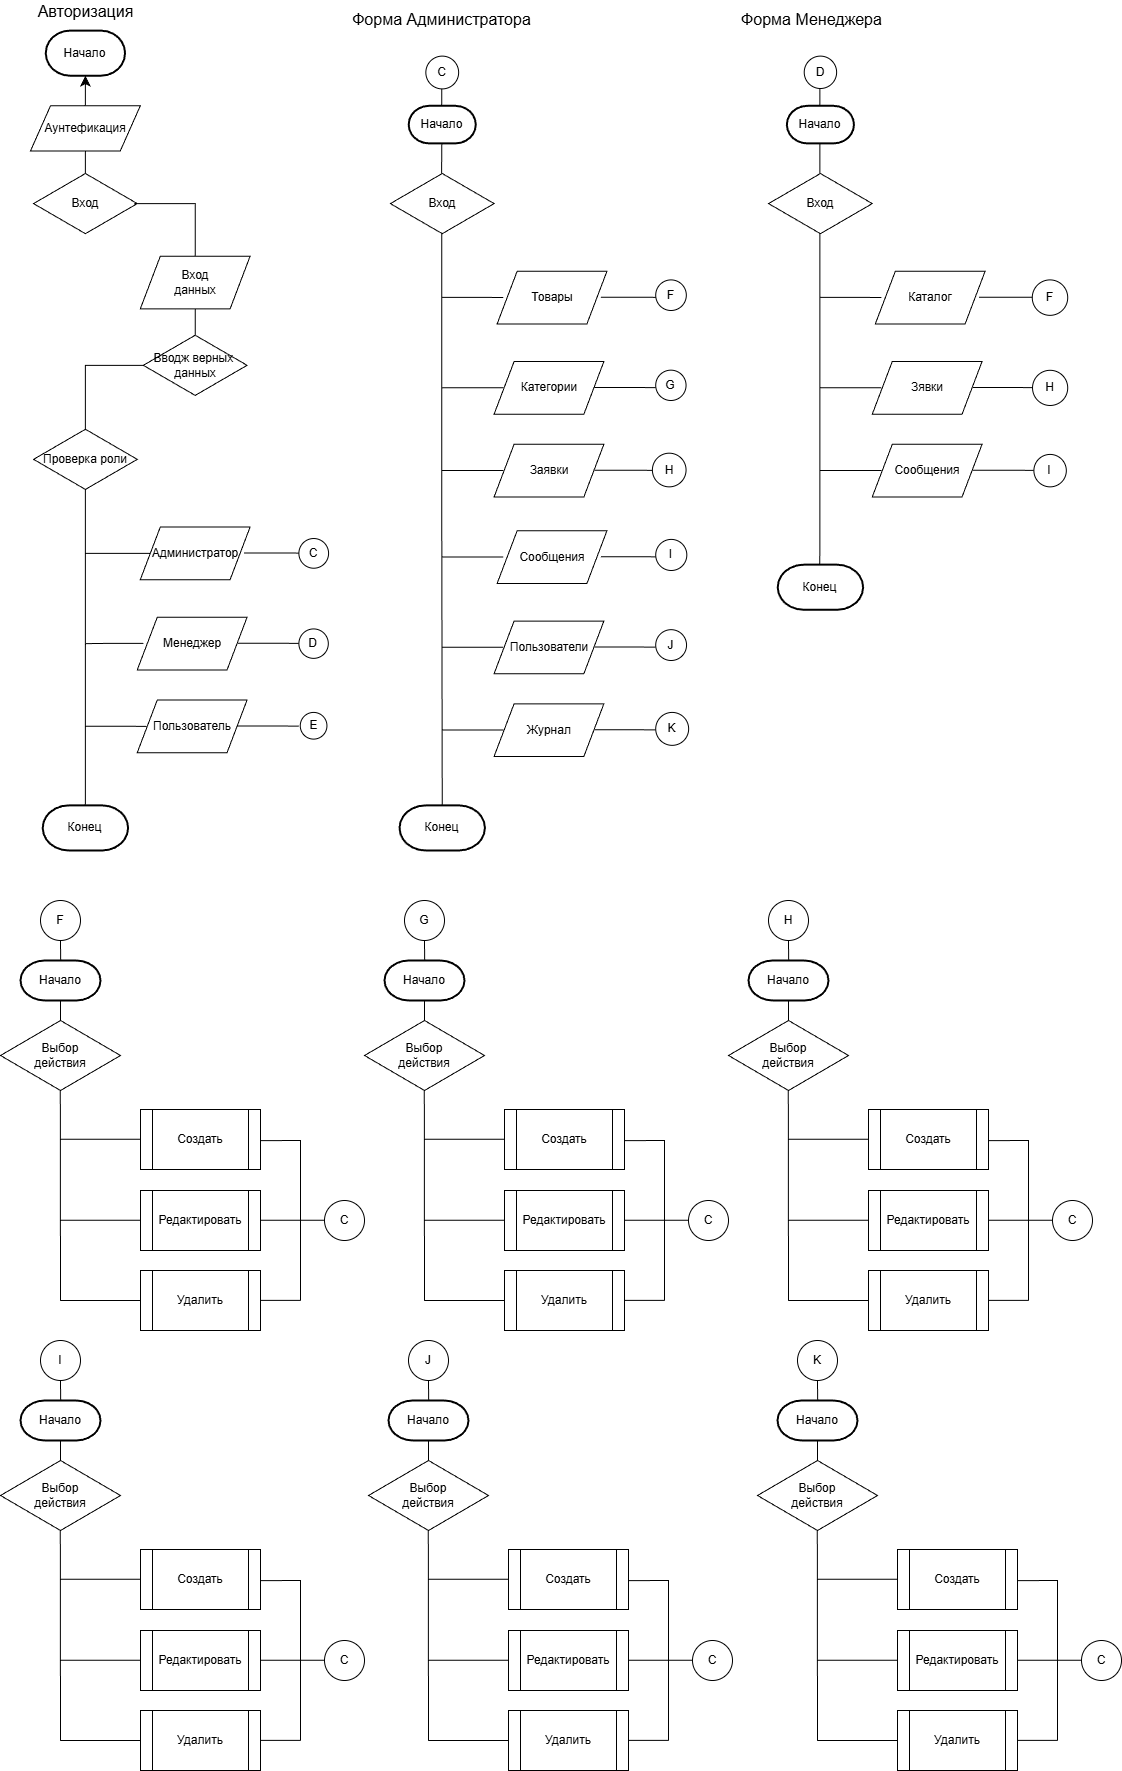 Авторизация
Начало
Аунтефикация
Вход
Вход
данных
Вводж верных
данных
Проверка роли
Администратор
C
Менеджер
D
Пользователь
E
Конец
Форма Администратора
C
Начало
Вход
Товары
F
Категории
G
Заявки
H
Сообщения
I
Пользователи
J
Журнал
K
Конец
Форма Менеджера
D
Начало
Вход
Каталог
F
Зявки
H
Сообщения
I
Конец
F
Начало
Выбор
действия
Создать
Редактировать
C
Удалить
G
Начало
Выбор
действия
Создать
Редактировать
C
Удалить
H
Начало
Выбор
действия
Создать
Редактировать
C
Удалить
I
Начало
Выбор
действия
Создать
Редактировать
C
Удалить
J
Начало
Выбор
действия
Создать
Редактировать
C
Удалить
K
Начало
Выбор
действия
Создать
Редактировать
C
Удалить